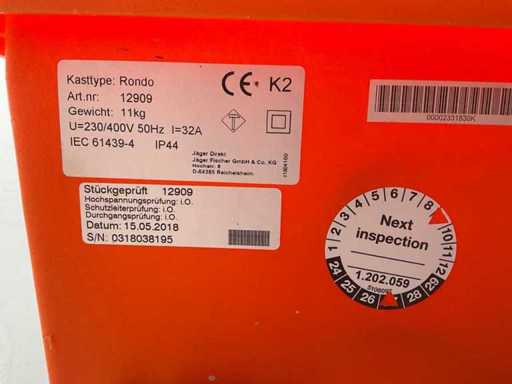 Kasttype: Rondo
Art.nr: 12909
Gewicht: 11kg
U=230/400V 50Hz I=32A
IEC 61439-4 IP44
CE K2
Jäger Direkt
Jäger Fischer GmbH & Co. KG
Hochstr. 6
D-64385 Reichelsheim
Stückgeprüft 12909
Hochspannungsprüfung: i.O.
Schutzleiterprüfung: i.O.
Durchgangsprüfung: i.O.
Datum: 15.05.2018
S/N: 0318038195
00002331830K
1 2 3 4 5 6 7 8 9 10 11 12
Next
inspection
1.202.059
24 25 26 28 29